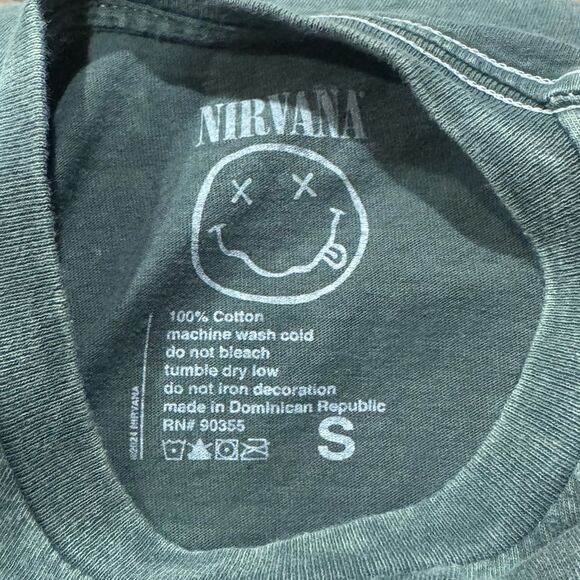 NIRVANA
100% Cotton
machine wash cold
do not bleach
tumble dry low
do not iron decoration
made in Dominican Republic
RN# 90355
S
©2021 NIRVANA